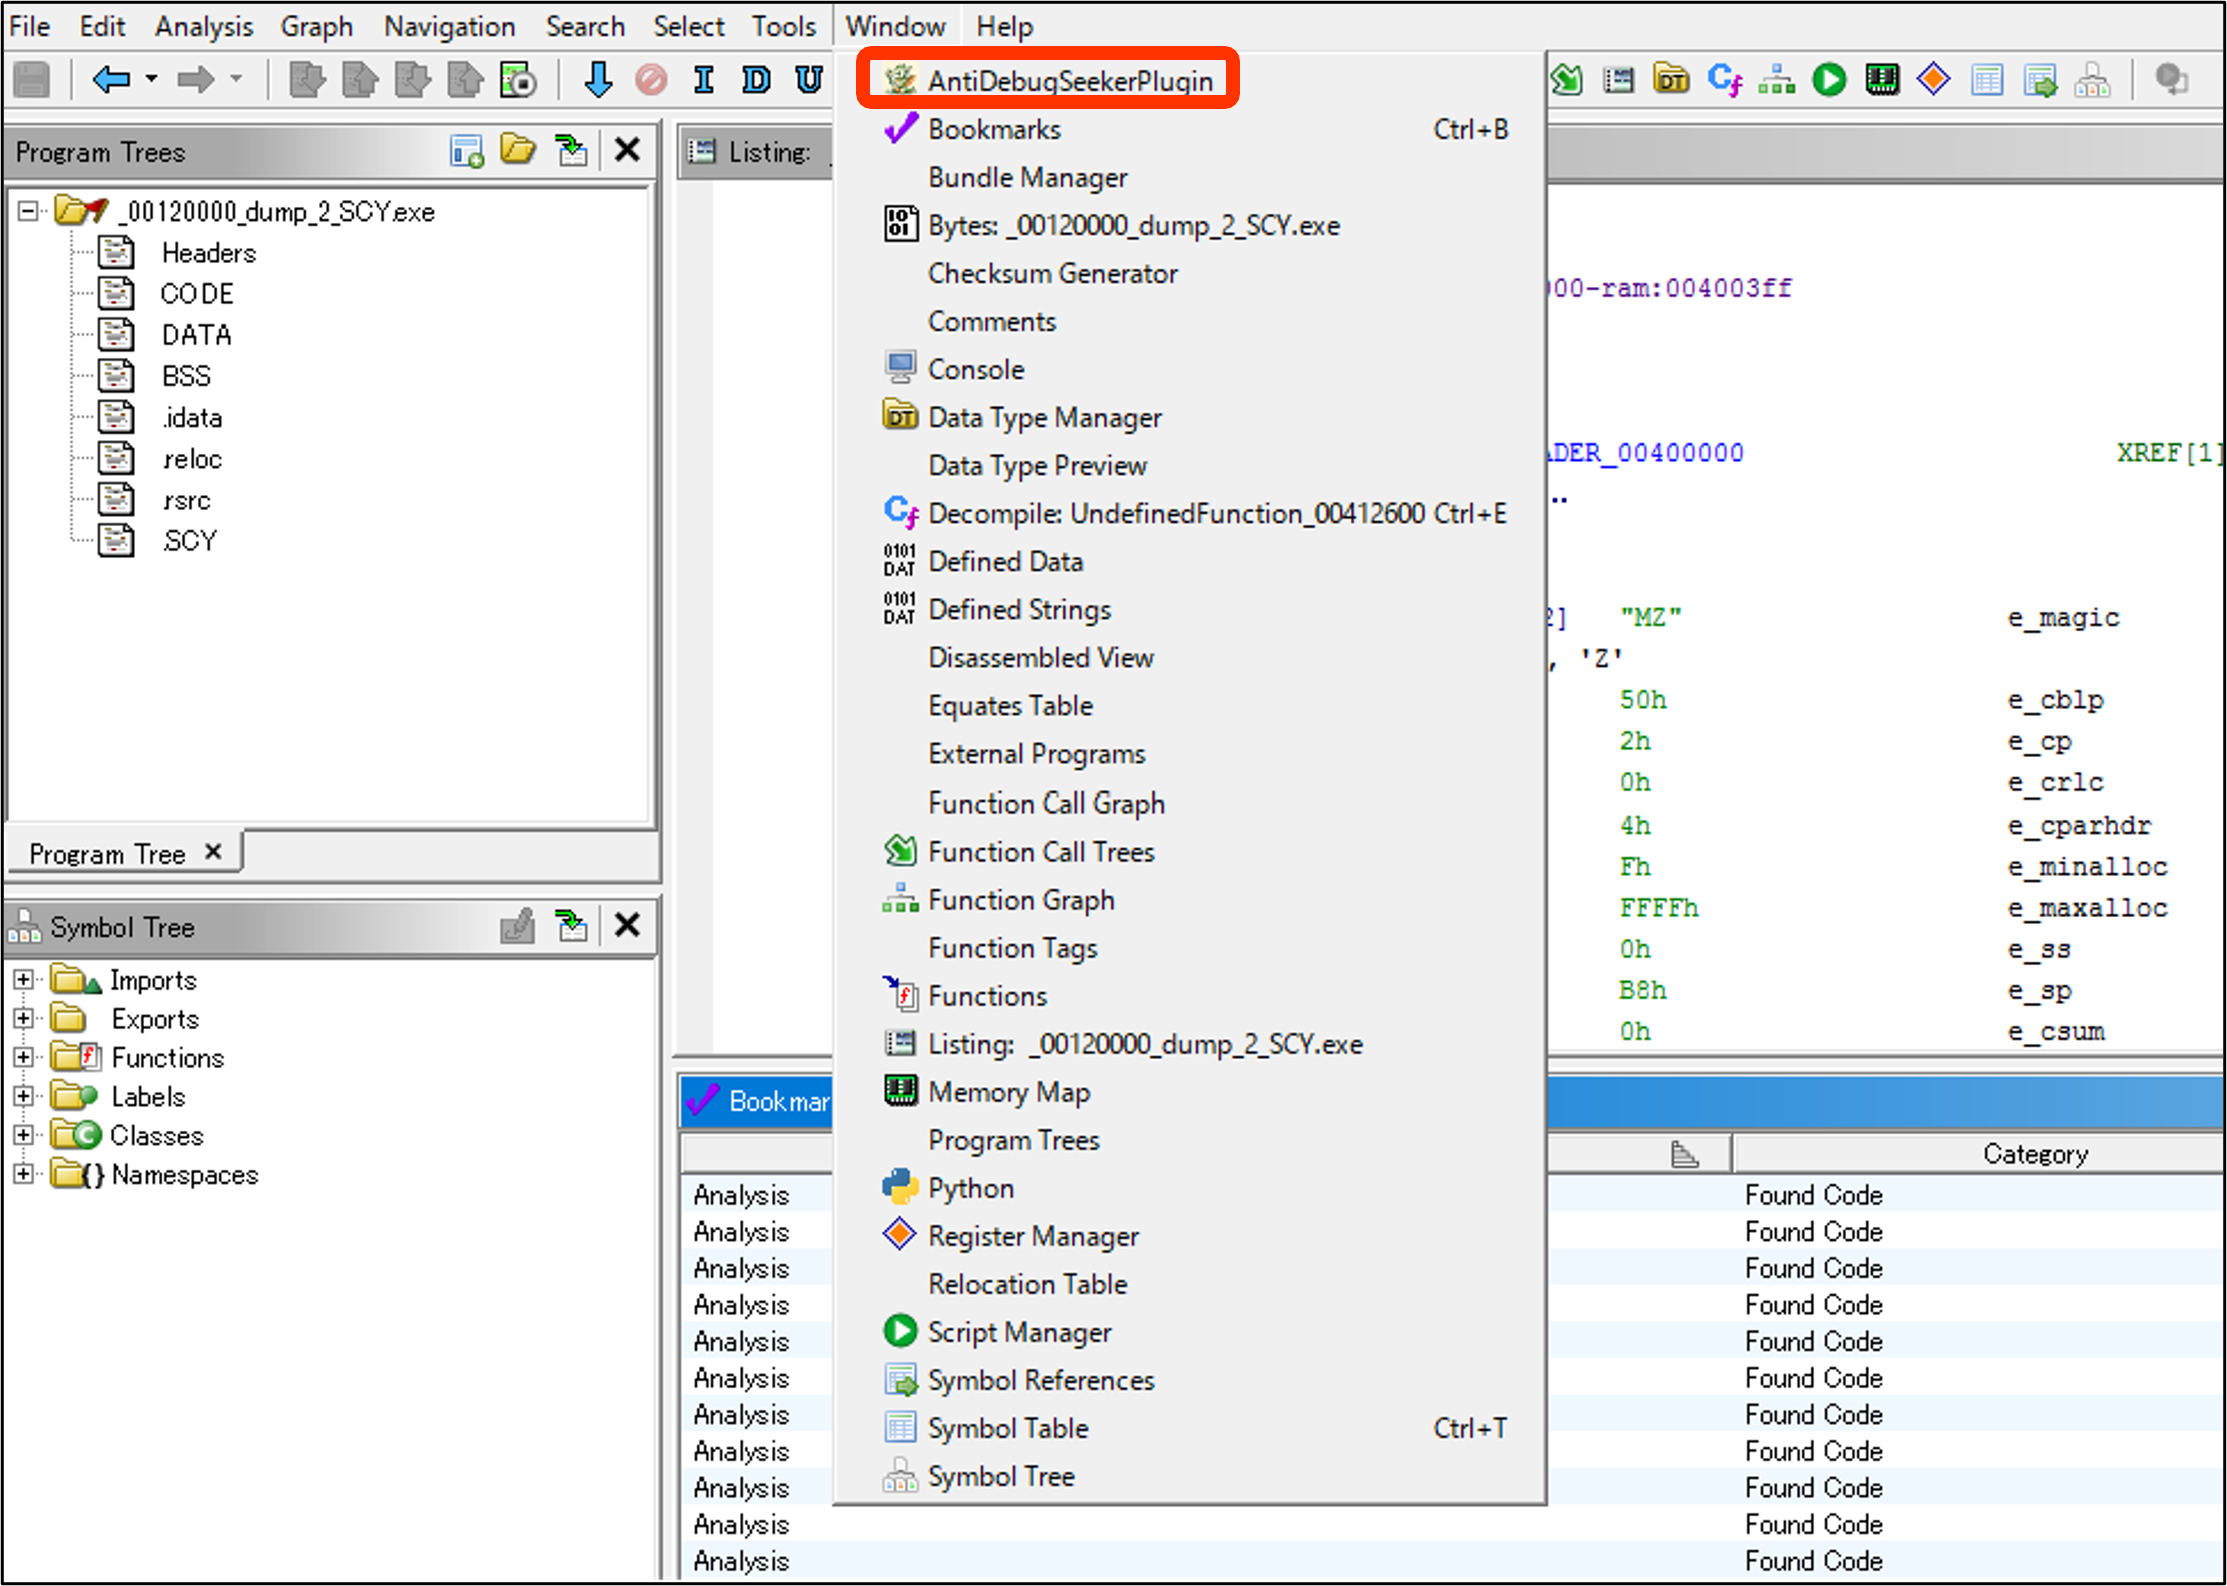 File Edit Analysis Graph Navigation Search Select Tools Window Help
I D U
DT Cf
Program Trees
_00120000_dump_2_SCY.exe
Headers
CODE
DATA
BSS
.idata
.reloc
.rsrc
.SCY
Program Tree
Symbol Tree
Imports
Exports
Functions
Labels
Classes
Namespaces
Listing:
AntiDebugSeekerPlugin
Bookmarks Ctrl+B
Bundle Manager
Bytes: _00120000_dump_2_SCY.exe
Checksum Generator
Comments
Console
Data Type Manager
Data Type Preview
Decompile: UndefinedFunction_00412600 Ctrl+E
Defined Data
Defined Strings
Disassembled View
Equates Table
External Programs
Function Call Graph
Function Call Trees
Function Graph
Function Tags
Functions
Listing: _00120000_dump_2_SCY.exe
Memory Map
Program Trees
Python
Register Manager
Relocation Table
Script Manager
Symbol References
Symbol Table Ctrl+T
Symbol Tree
000-ram:004003ff
ADER_00400000 XREF[1]
..
2] "MZ" e_magic
, 'Z'
50h e_cblp
2h e_cp
0h e_crlc
4h e_cparhdr
Fh e_minalloc
FFFFh e_maxalloc
0h e_ss
B8h e_sp
0h e_csum
Bookmar
Category
Analysis Found Code
Analysis Found Code
Analysis Found Code
Analysis Found Code
Analysis Found Code
Analysis Found Code
Analysis Found Code
Analysis Found Code
Analysis Found Code
Analysis Found Code
Analysis Found Code